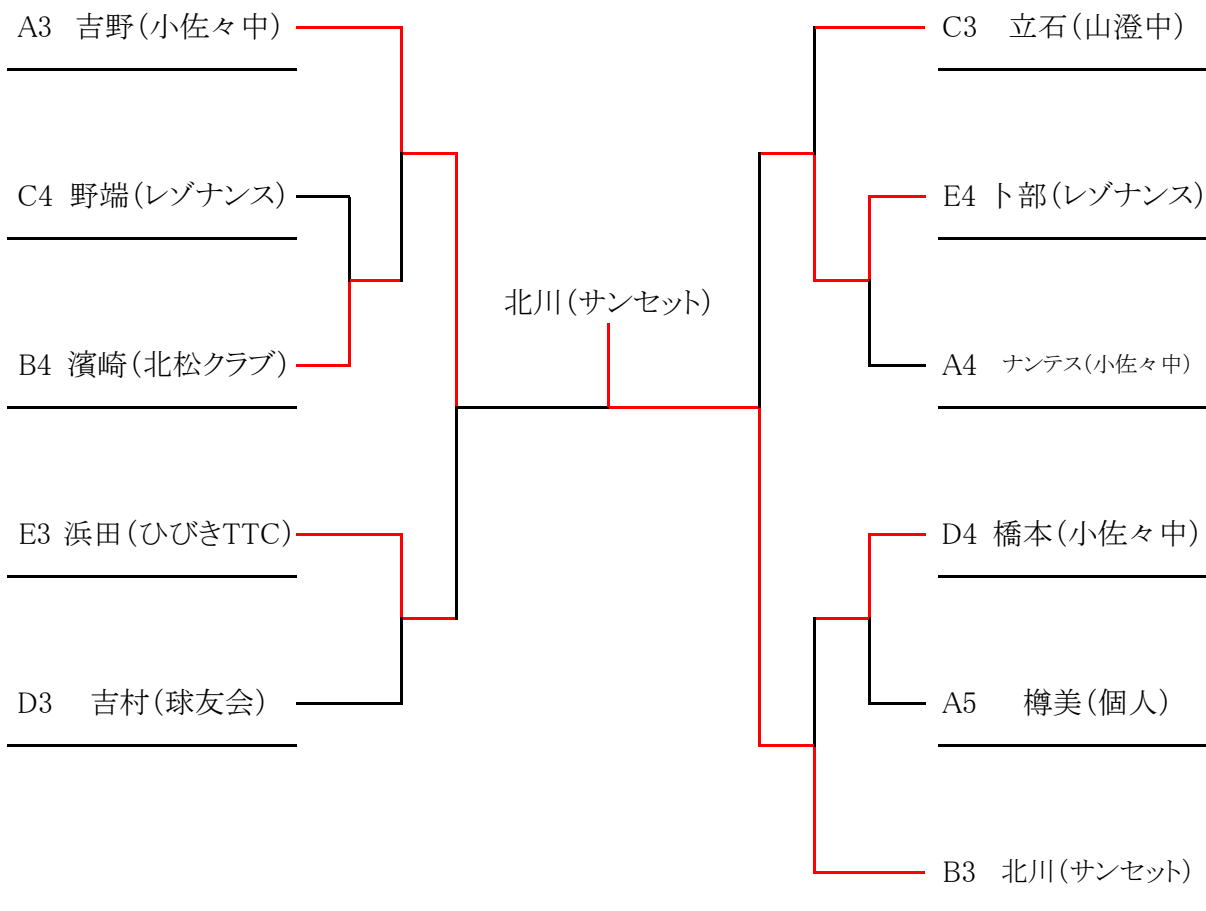 A3 吉野(小佐々中)
C4 野端(レゾナンス)
B4 濱崎(北松クラブ)
E3 浜田(ひびきTTC)
D3 吉村(球友会)
北川(サンセット)
C3 立石(山澄中)
E4 卜部(レゾナンス)
A4 ナンテス(小佐々中)
D4 橋本(小佐々中)
A5 樽美(個人)
B3 北川(サンセット)